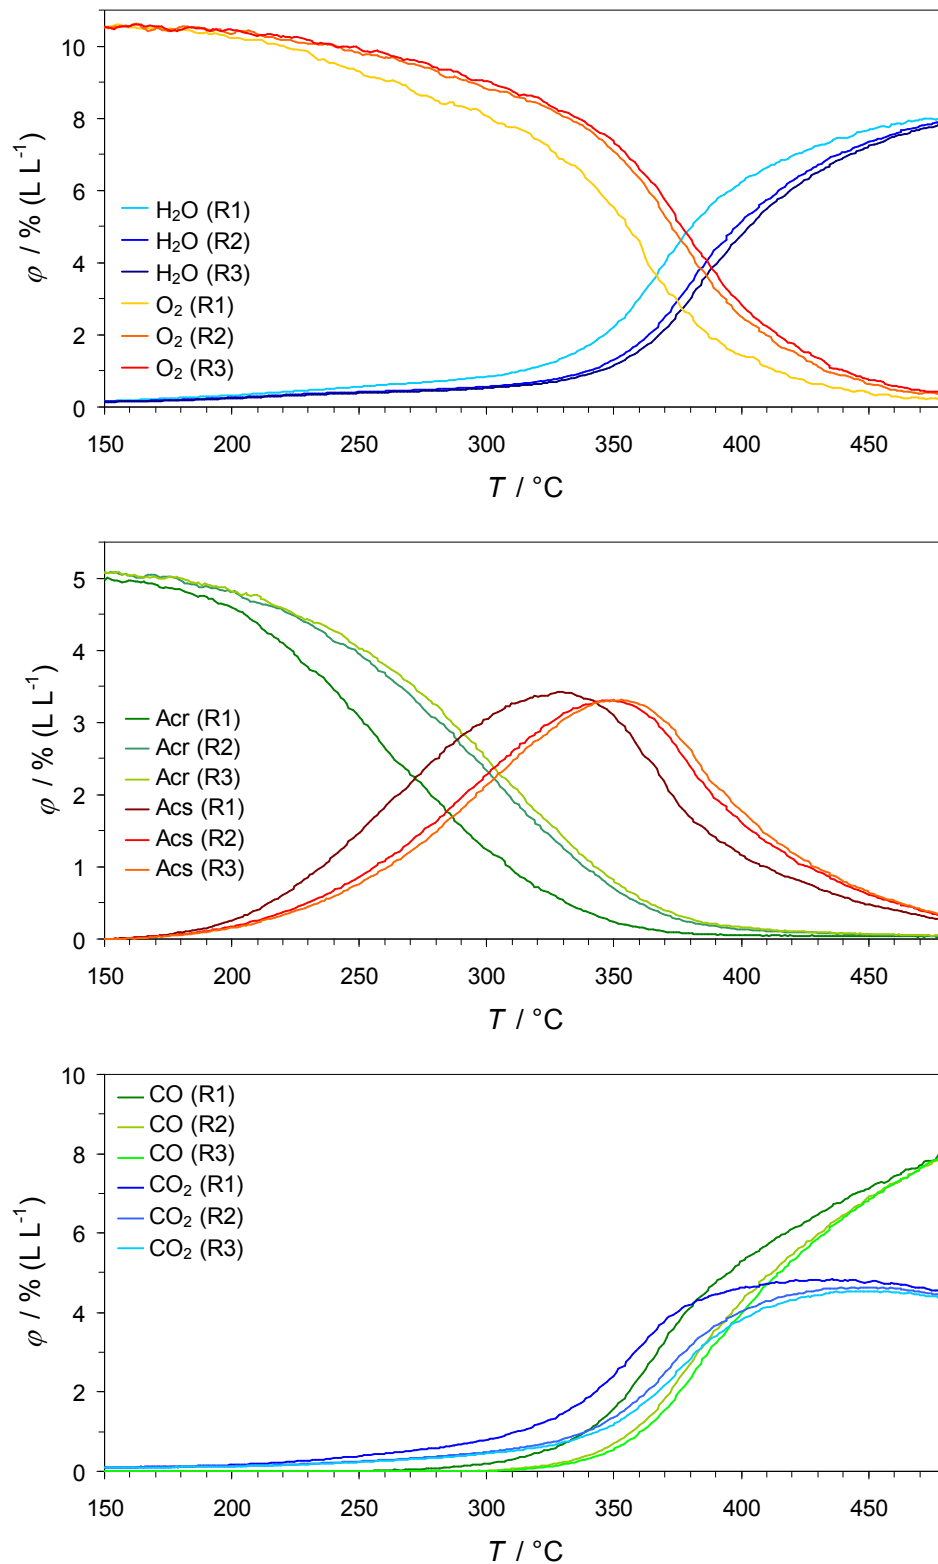 10
8
6
4
2
0
φ / % (L L⁻¹)
H₂O (R1)
H₂O (R2)
H₂O (R3)
O₂ (R1)
O₂ (R2)
O₂ (R3)
150 200 250 300 350 400 450
T / °C
5
4
3
2
1
0
φ / % (L L⁻¹)
Acr (R1)
Acr (R2)
Acr (R3)
Acs (R1)
Acs (R2)
Acs (R3)
150 200 250 300 350 400 450
T / °C
10
8
6
4
2
0
φ / % (L L⁻¹)
CO (R1)
CO (R2)
CO (R3)
CO₂ (R1)
CO₂ (R2)
CO₂ (R3)
150 200 250 300 350 400 450
T / °C